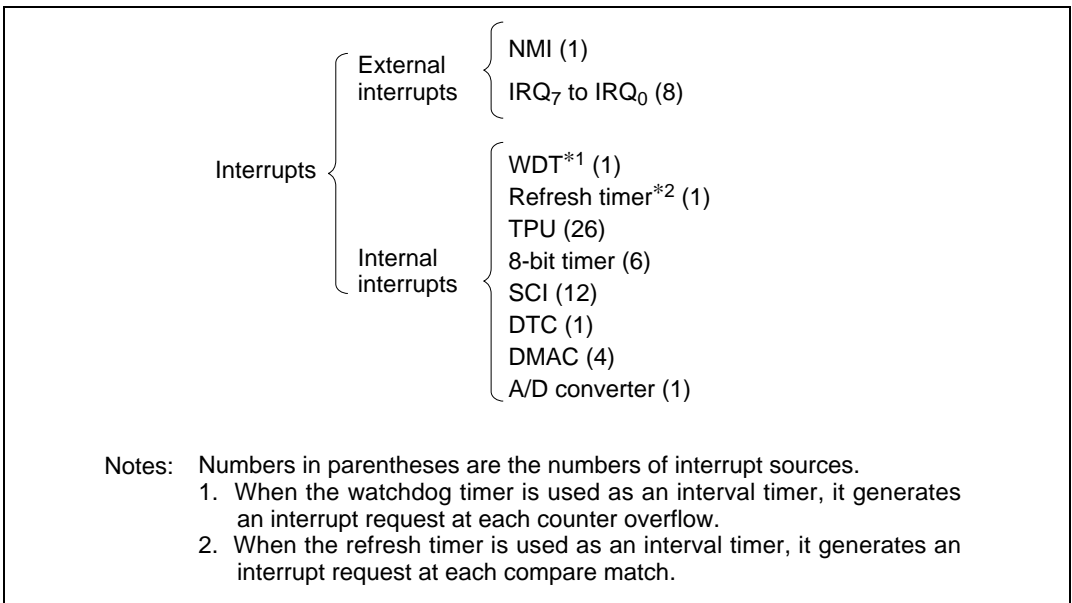 Interrupts
External
interrupts
NMI (1)
IRQ₇ to IRQ₀ (8)
Internal
interrupts
WDT*1 (1)
Refresh timer*2 (1)
TPU (26)
8-bit timer (6)
SCI (12)
DTC (1)
DMAC (4)
A/D converter (1)
Notes: Numbers in parentheses are the numbers of interrupt sources.
1. When the watchdog timer is used as an interval timer, it generates
an interrupt request at each counter overflow.
2. When the refresh timer is used as an interval timer, it generates an
interrupt request at each compare match.